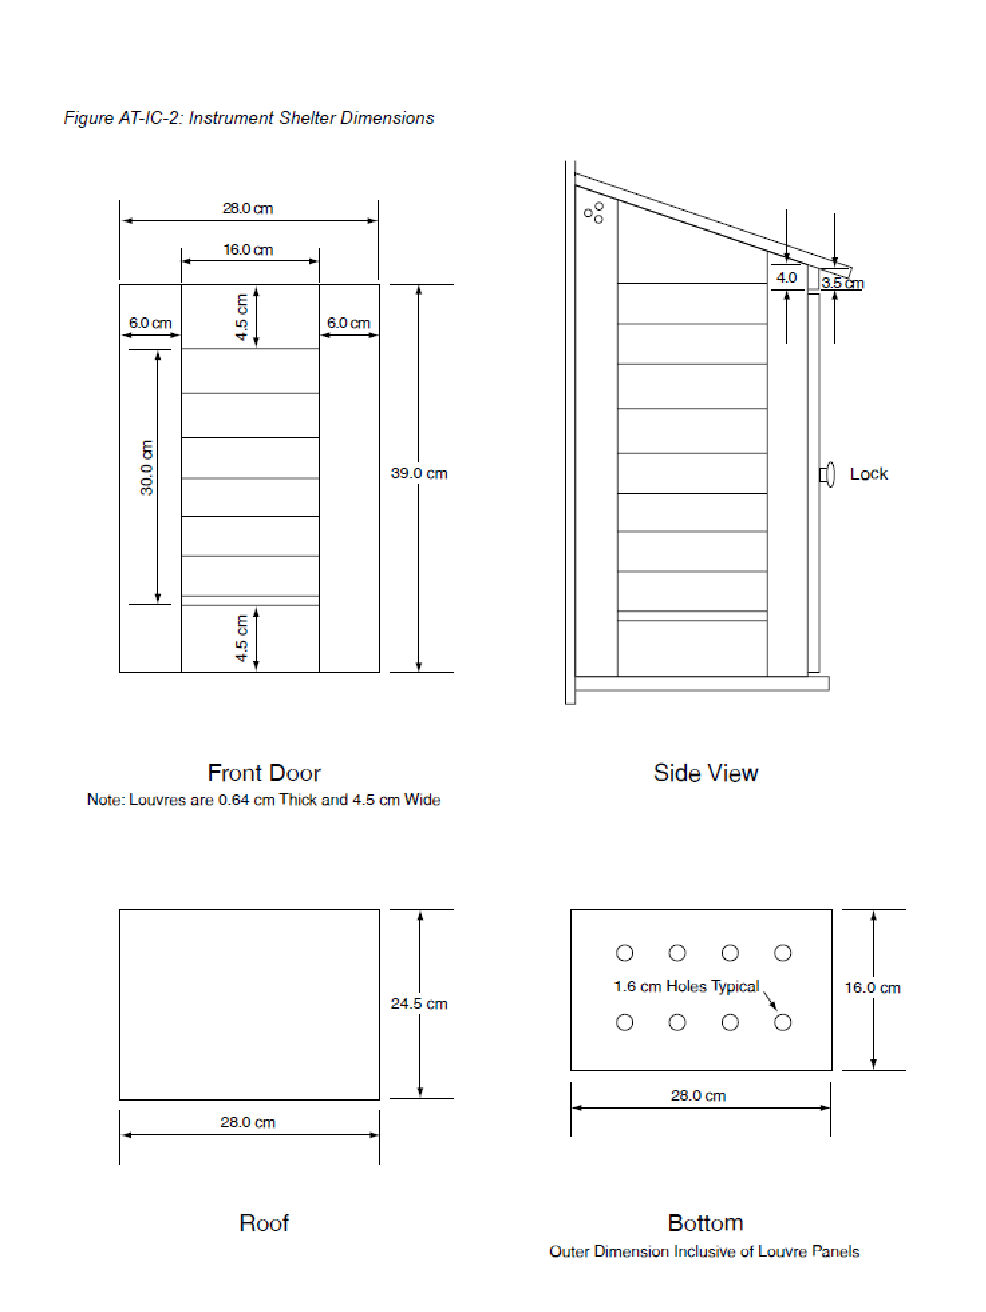 Figure AT-IC-2: Instrument Shelter Dimensions
28.0 cm
16.0 cm
6.0 cm
4.5 cm
6.0 cm
30.0 cm
39.0 cm
4.5 cm
Front Door
Note: Louvres are 0.64 cm Thick and 4.5 cm Wide
4.0
3.5 cm
Lock
Side View
24.5 cm
28.0 cm
Roof
1.6 cm Holes Typical
16.0 cm
28.0 cm
Bottom
Outer Dimension Inclusive of Louvre Panels